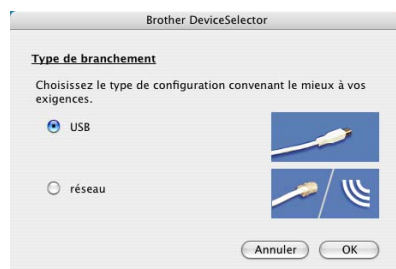 Brother DeviceSelector
Type de branchement
Choisissez le type de configuration convenant le mieux à vos
exigences.
USB
réseau
Annuler
OK